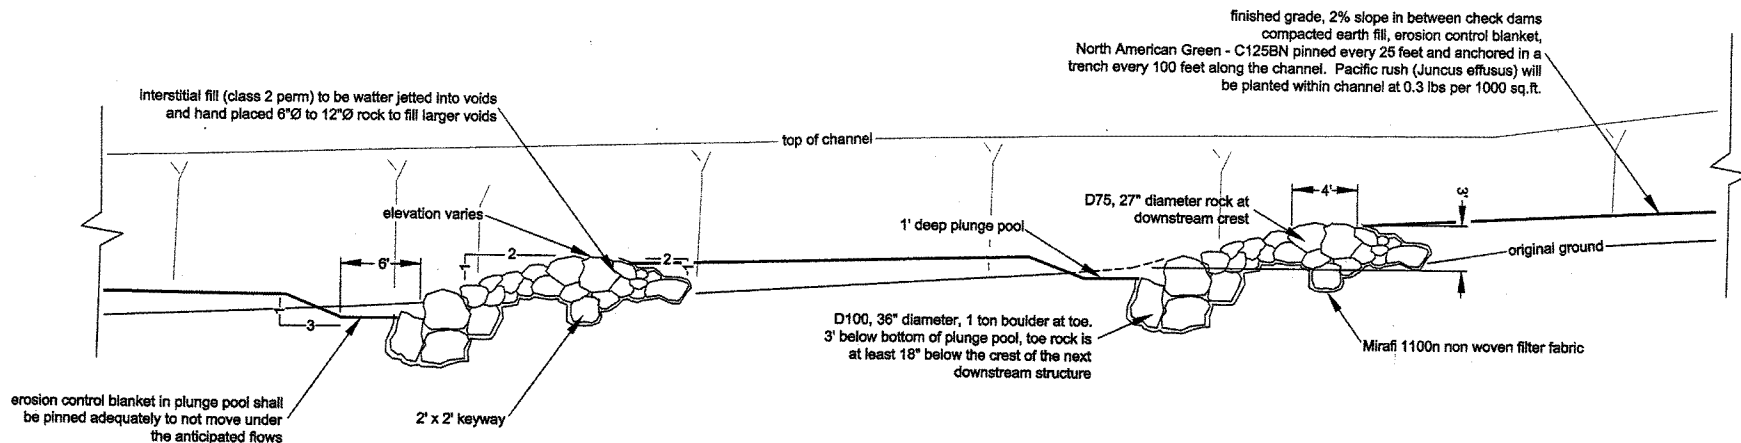 finished grade, 2% slope in between check dams
compacted earth fill, erosion control blanket,
North American Green - C125BN pinned every 25 feet and anchored in a
trench every 100 feet along the channel. Pacific rush (Juncus effusus) will
be planted within channel at 0.3 lbs per 1000 sq.ft.
interstitial fill (class 2 perm) to be watter jetted into voids
and hand placed 6"Ø to 12"Ø rock to fill larger voids
top of channel
elevation varies
D75, 27" diameter rock at
downstream crest
4'
3'
1' deep plunge pool
original ground
6'
2
1
2
1
3
1
D100, 36" diameter, 1 ton boulder at toe.
3' below bottom of plunge pool, toe rock is
at least 18" below the crest of the next
downstream structure
Mirafi 1100n non woven filter fabric
erosion control blanket in plunge pool shall
be pinned adequately to not move under
the anticipated flows
2' x 2' keyway